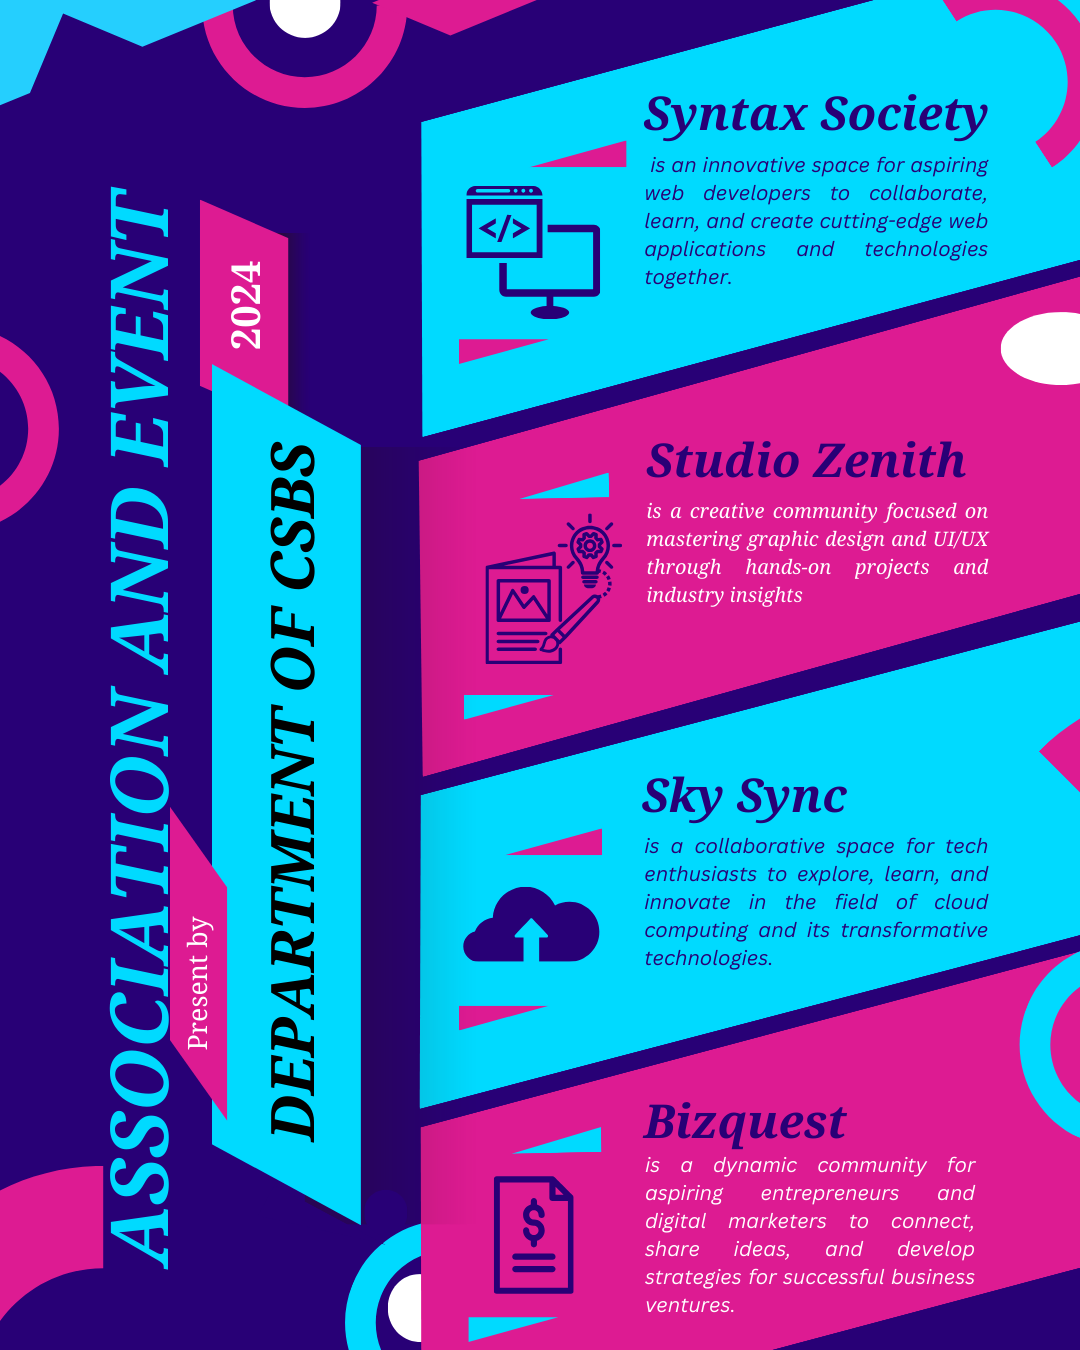 ASSOCIATION AND EVENT
2024
Present by
DEPARTMENT OF CSBS
Syntax Society
is an innovative space for aspiring
web developers to collaborate,
learn, and create cutting-edge web
applications and technologies
together.
</>
Studio Zenith
is a creative community focused on
mastering graphic design and UI/UX
through hands-on projects and
industry insights
Sky Sync
is a collaborative space for tech
enthusiasts to explore, learn, and
innovate in the field of cloud
computing and its transformative
technologies.
Bizquest
is a dynamic community for
aspiring entrepreneurs and
digital marketers to connect,
share ideas, and develop
strategies for successful business
ventures.
$